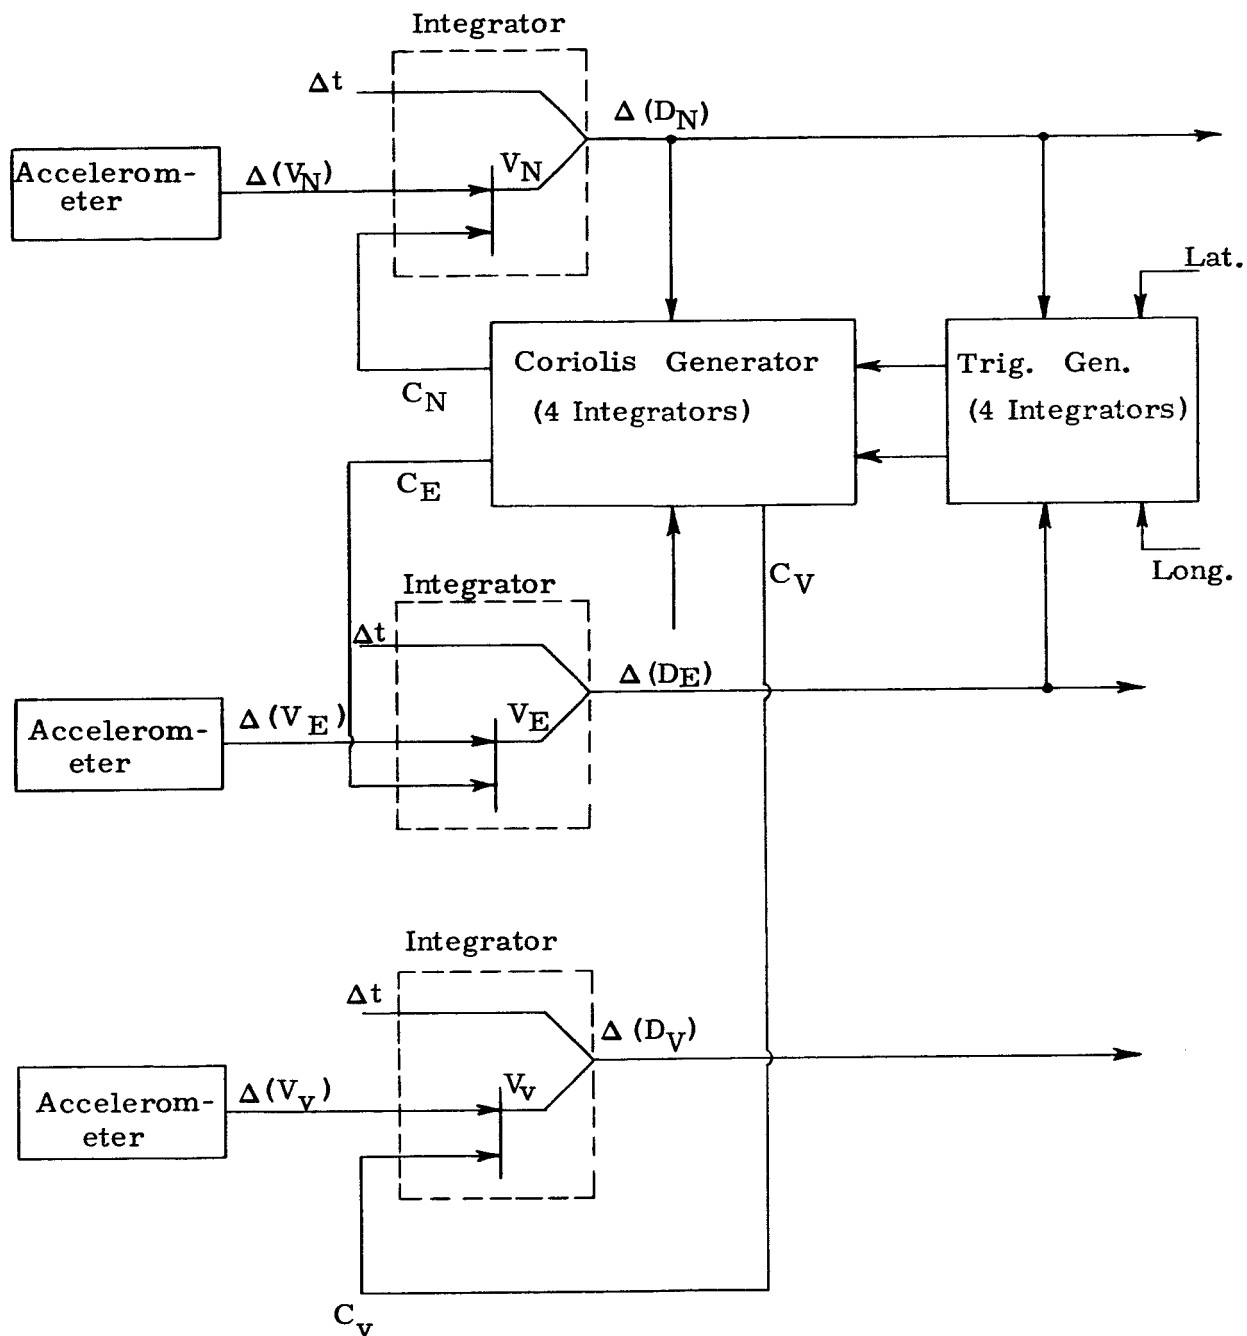 Integrator
Δt
Δ(D_N)
Accelerom-
eter
Δ(V_N)
V_N
Lat.
Coriolis Generator
(4 Integrators)
Trig. Gen.
(4 Integrators)
C_N
C_E
C_V
Long.
Integrator
Δt
Δ(D_E)
Accelerom-
eter
Δ(V_E)
V_E
Integrator
Δt
Δ(D_V)
Accelerom-
eter
Δ(V_v)
V_v
C_v